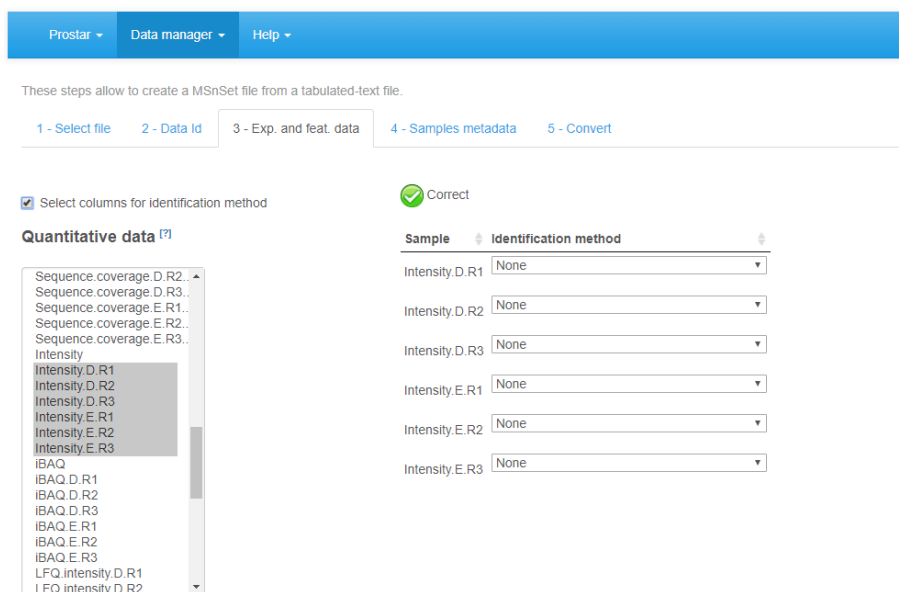 Prostar Data manager Help
These steps allow to create a MSnSet file from a tabulated-text file.
1 - Select file 2 - Data Id 3 - Exp. and feat. data 4 - Samples metadata 5 - Convert
Select columns for identification method
Quantitative data [?]
Sequence.coverage.D.R2..
Sequence.coverage.D.R3..
Sequence.coverage.E.R1..
Sequence.coverage.E.R2..
Sequence.coverage.E.R3..
Intensity
Intensity.D.R1
Intensity.D.R2
Intensity.D.R3
Intensity.E.R1
Intensity.E.R2
Intensity.E.R3
iBAQ
iBAQ.D.R1
iBAQ.D.R2
iBAQ.D.R3
iBAQ.E.R1
iBAQ.E.R2
iBAQ.E.R3
LFQ.intensity.D.R1
LFQ.intensity.D.R2
Correct
Sample Identification method
Intensity.D.R1 None
Intensity.D.R2 None
Intensity.D.R3 None
Intensity.E.R1 None
Intensity.E.R2 None
Intensity.E.R3 None